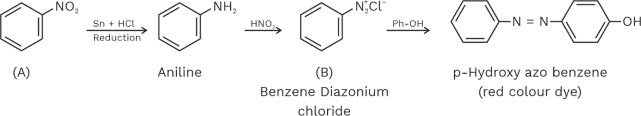 NO₂
Sn + HCl
Reduction
NH₂
HNO₂
N₂⁺Cl⁻
Ph-OH
N = N
OH
(A)
Aniline
(B)
Benzene Diazonium
chloride
p-Hydroxy azo benzene
(red colour dye)